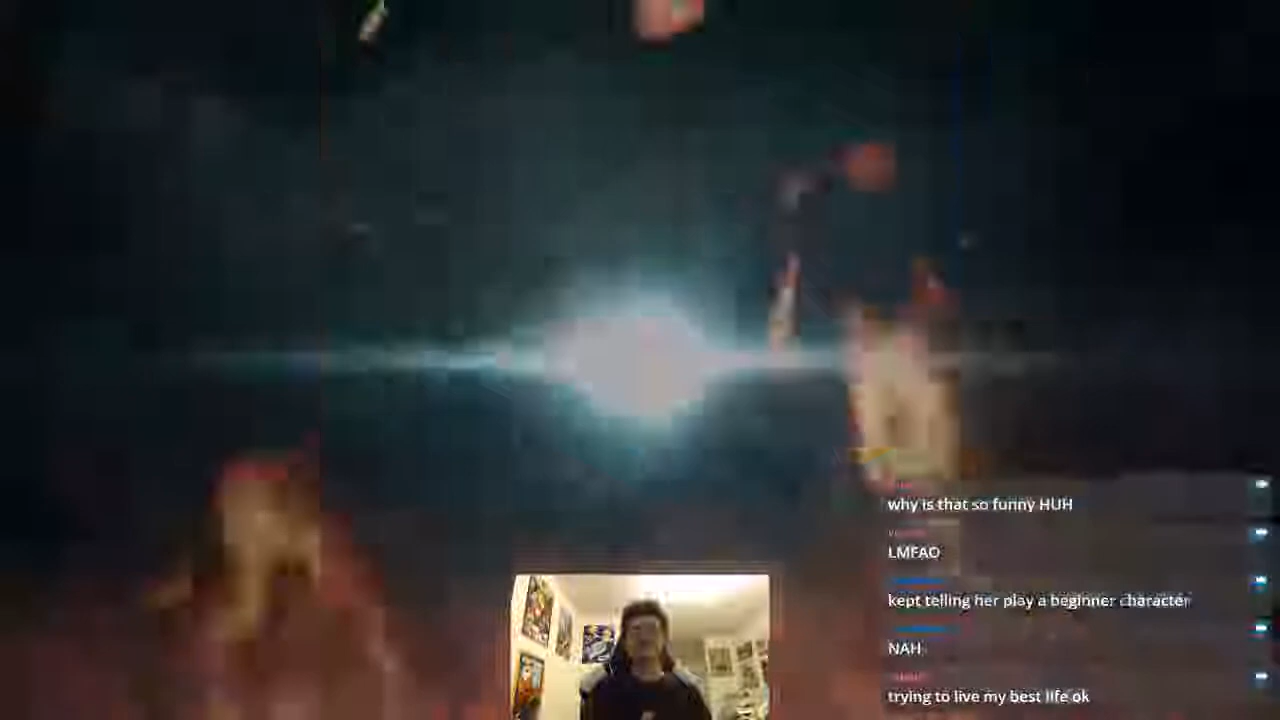 why is that so funny HUH
LMFAO
kept telling her play a beginner character
NAH
trying to live my best life ok